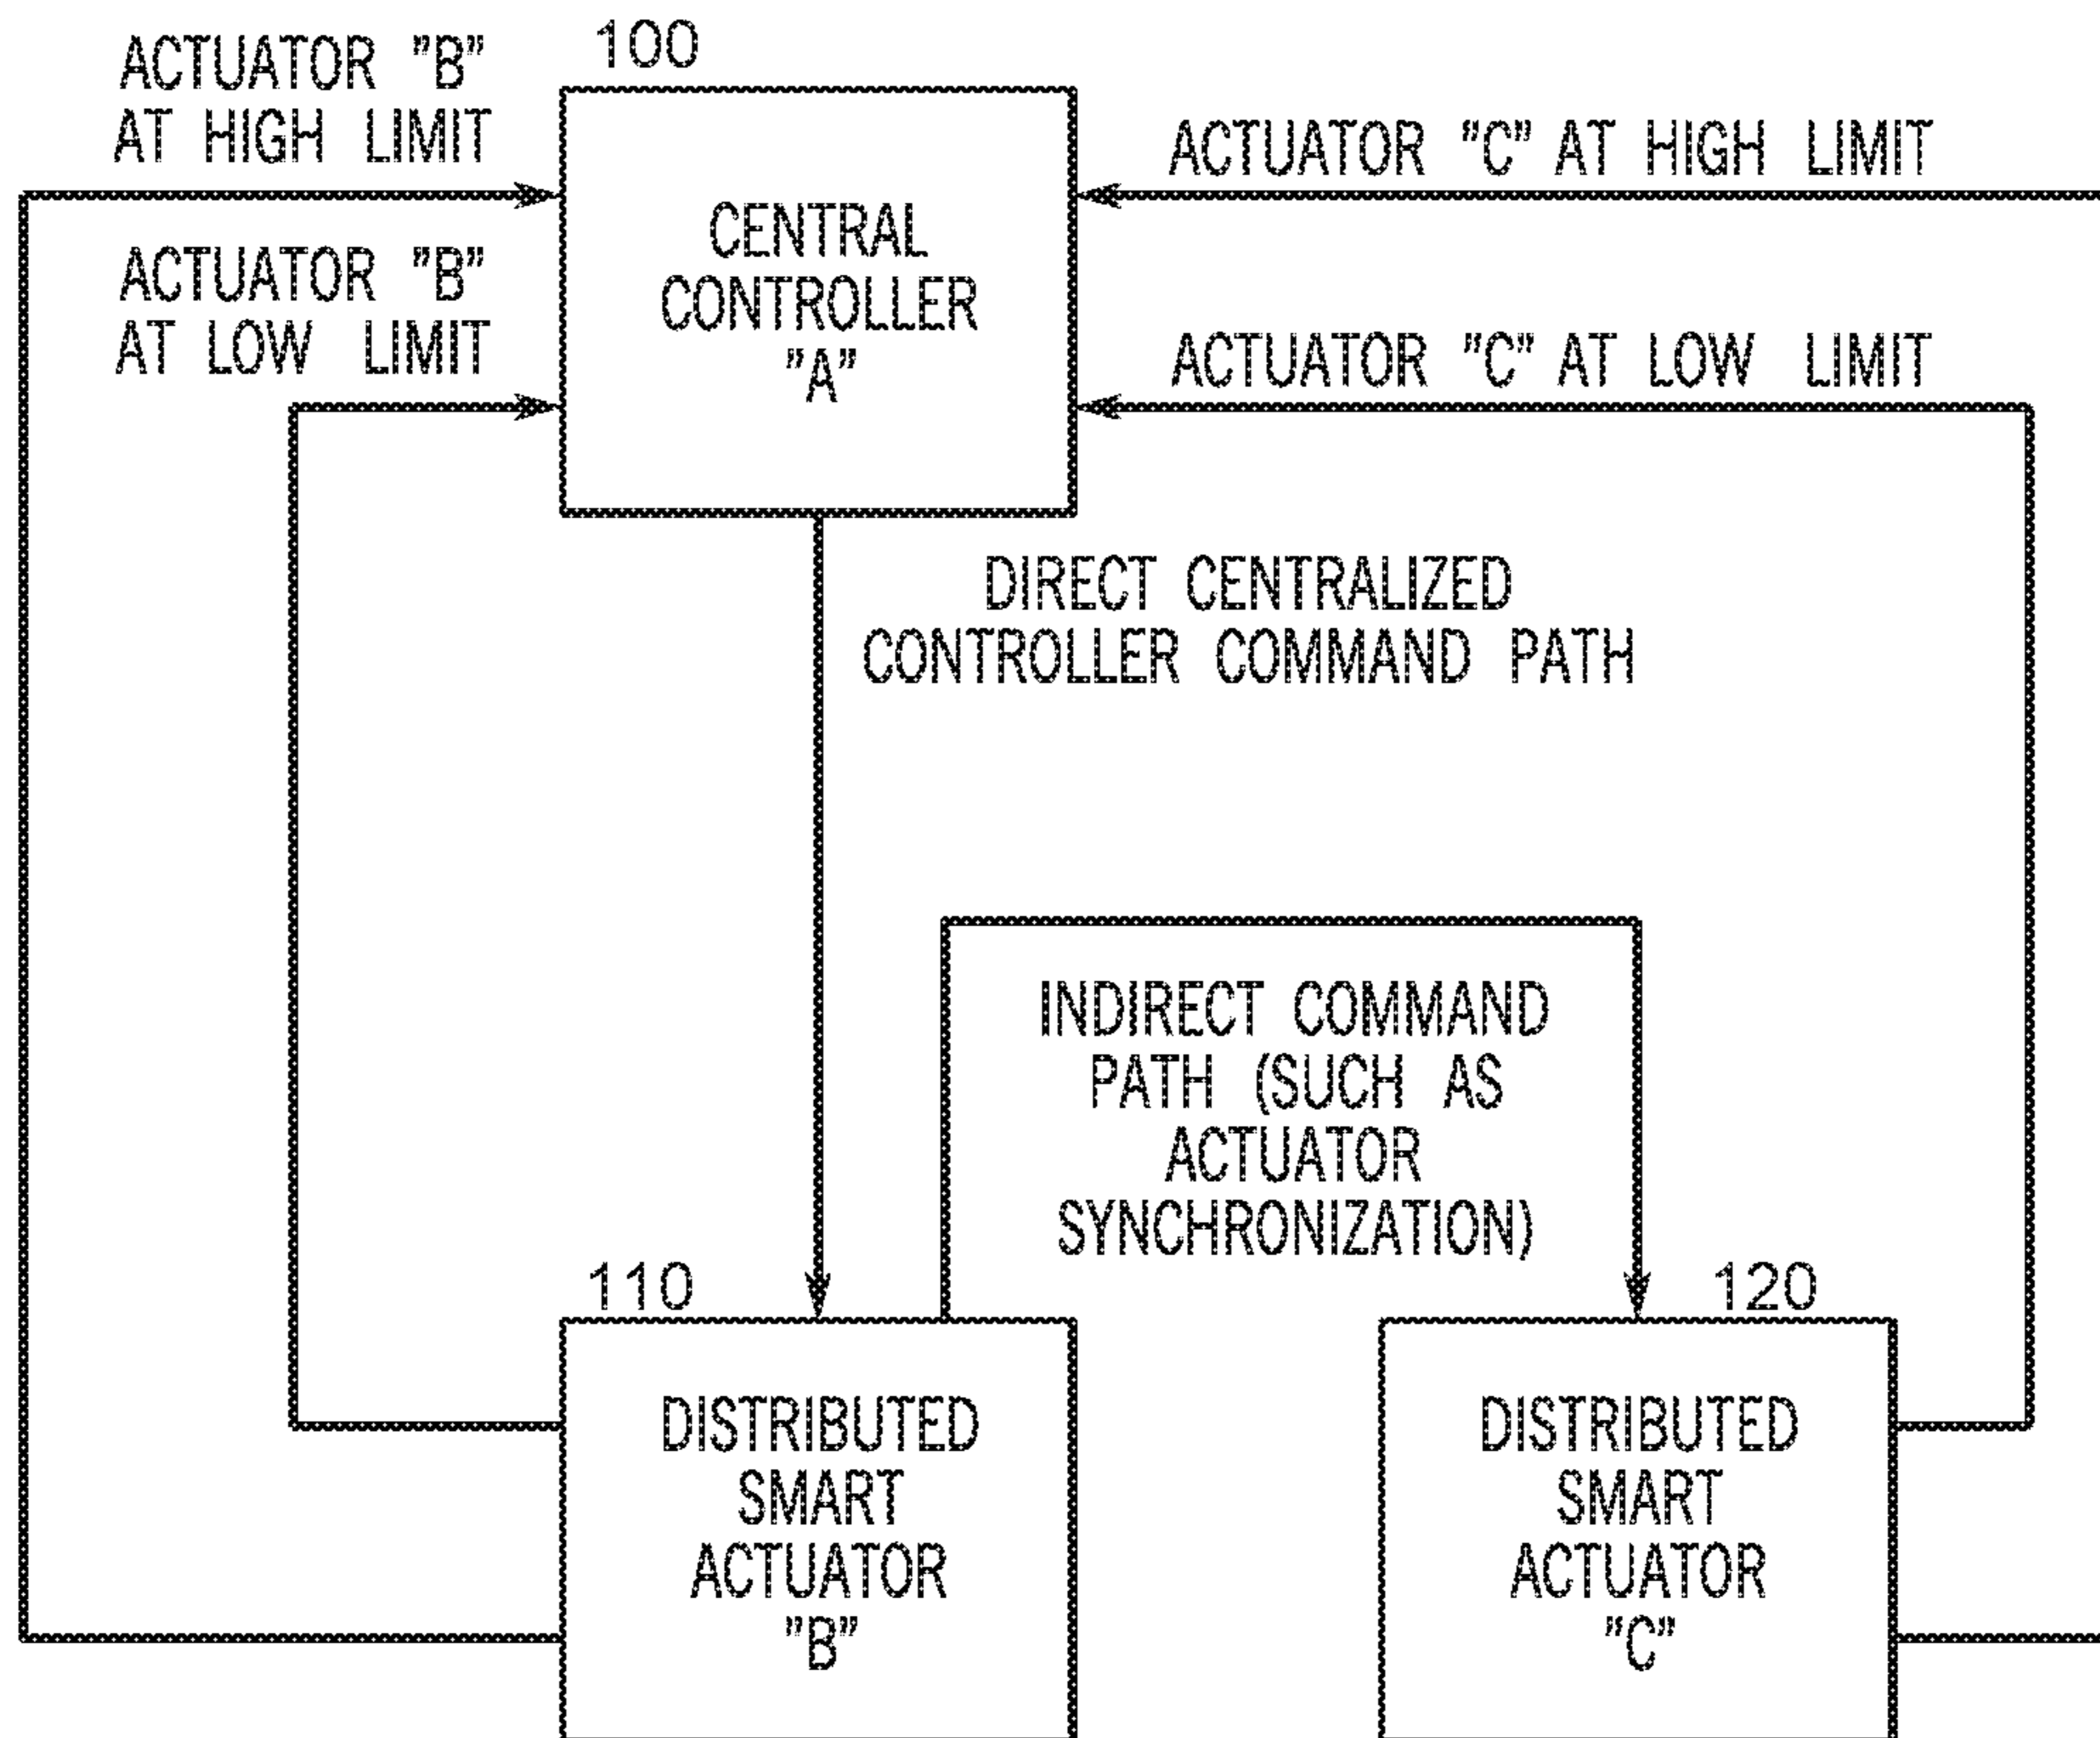 100
ACTUATOR "B"
AT HIGH LIMIT
ACTUATOR "B"
AT LOW LIMIT
CENTRAL
CONTROLLER
"A"
ACTUATOR "C" AT HIGH LIMIT
ACTUATOR "C" AT LOW LIMIT
DIRECT CENTRALIZED
CONTROLLER COMMAND PATH
INDIRECT COMMAND
PATH (SUCH AS
ACTUATOR
SYNCHRONIZATION)
110
DISTRIBUTED
SMART
ACTUATOR
"B"
120
DISTRIBUTED
SMART
ACTUATOR
"C"